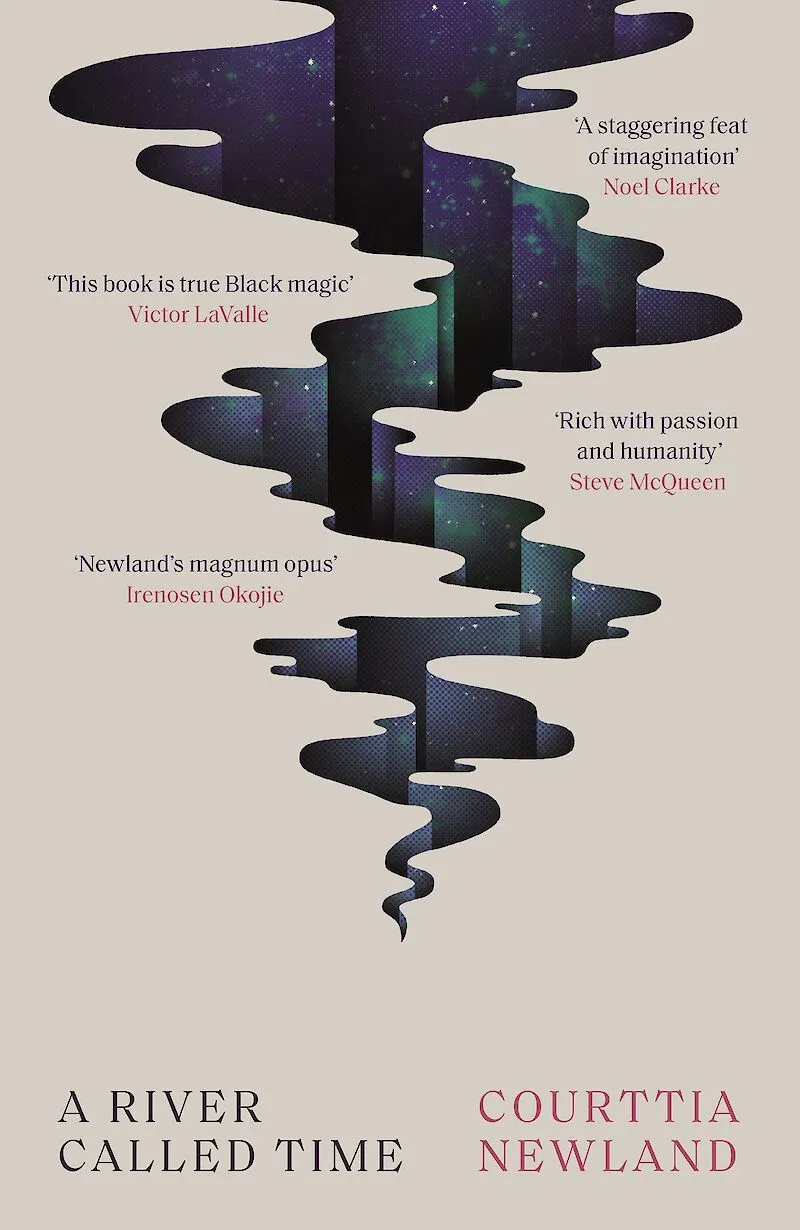 ‘A staggering feat
of imagination’
Noel Clarke
‘This book is true Black magic’
Victor LaValle
‘Rich with passion
and humanity’
Steve McQueen
‘Newland’s magnum opus’
Irenosen Okojie
A RIVER
CALLED TIME
COURTTIA
NEWLAND